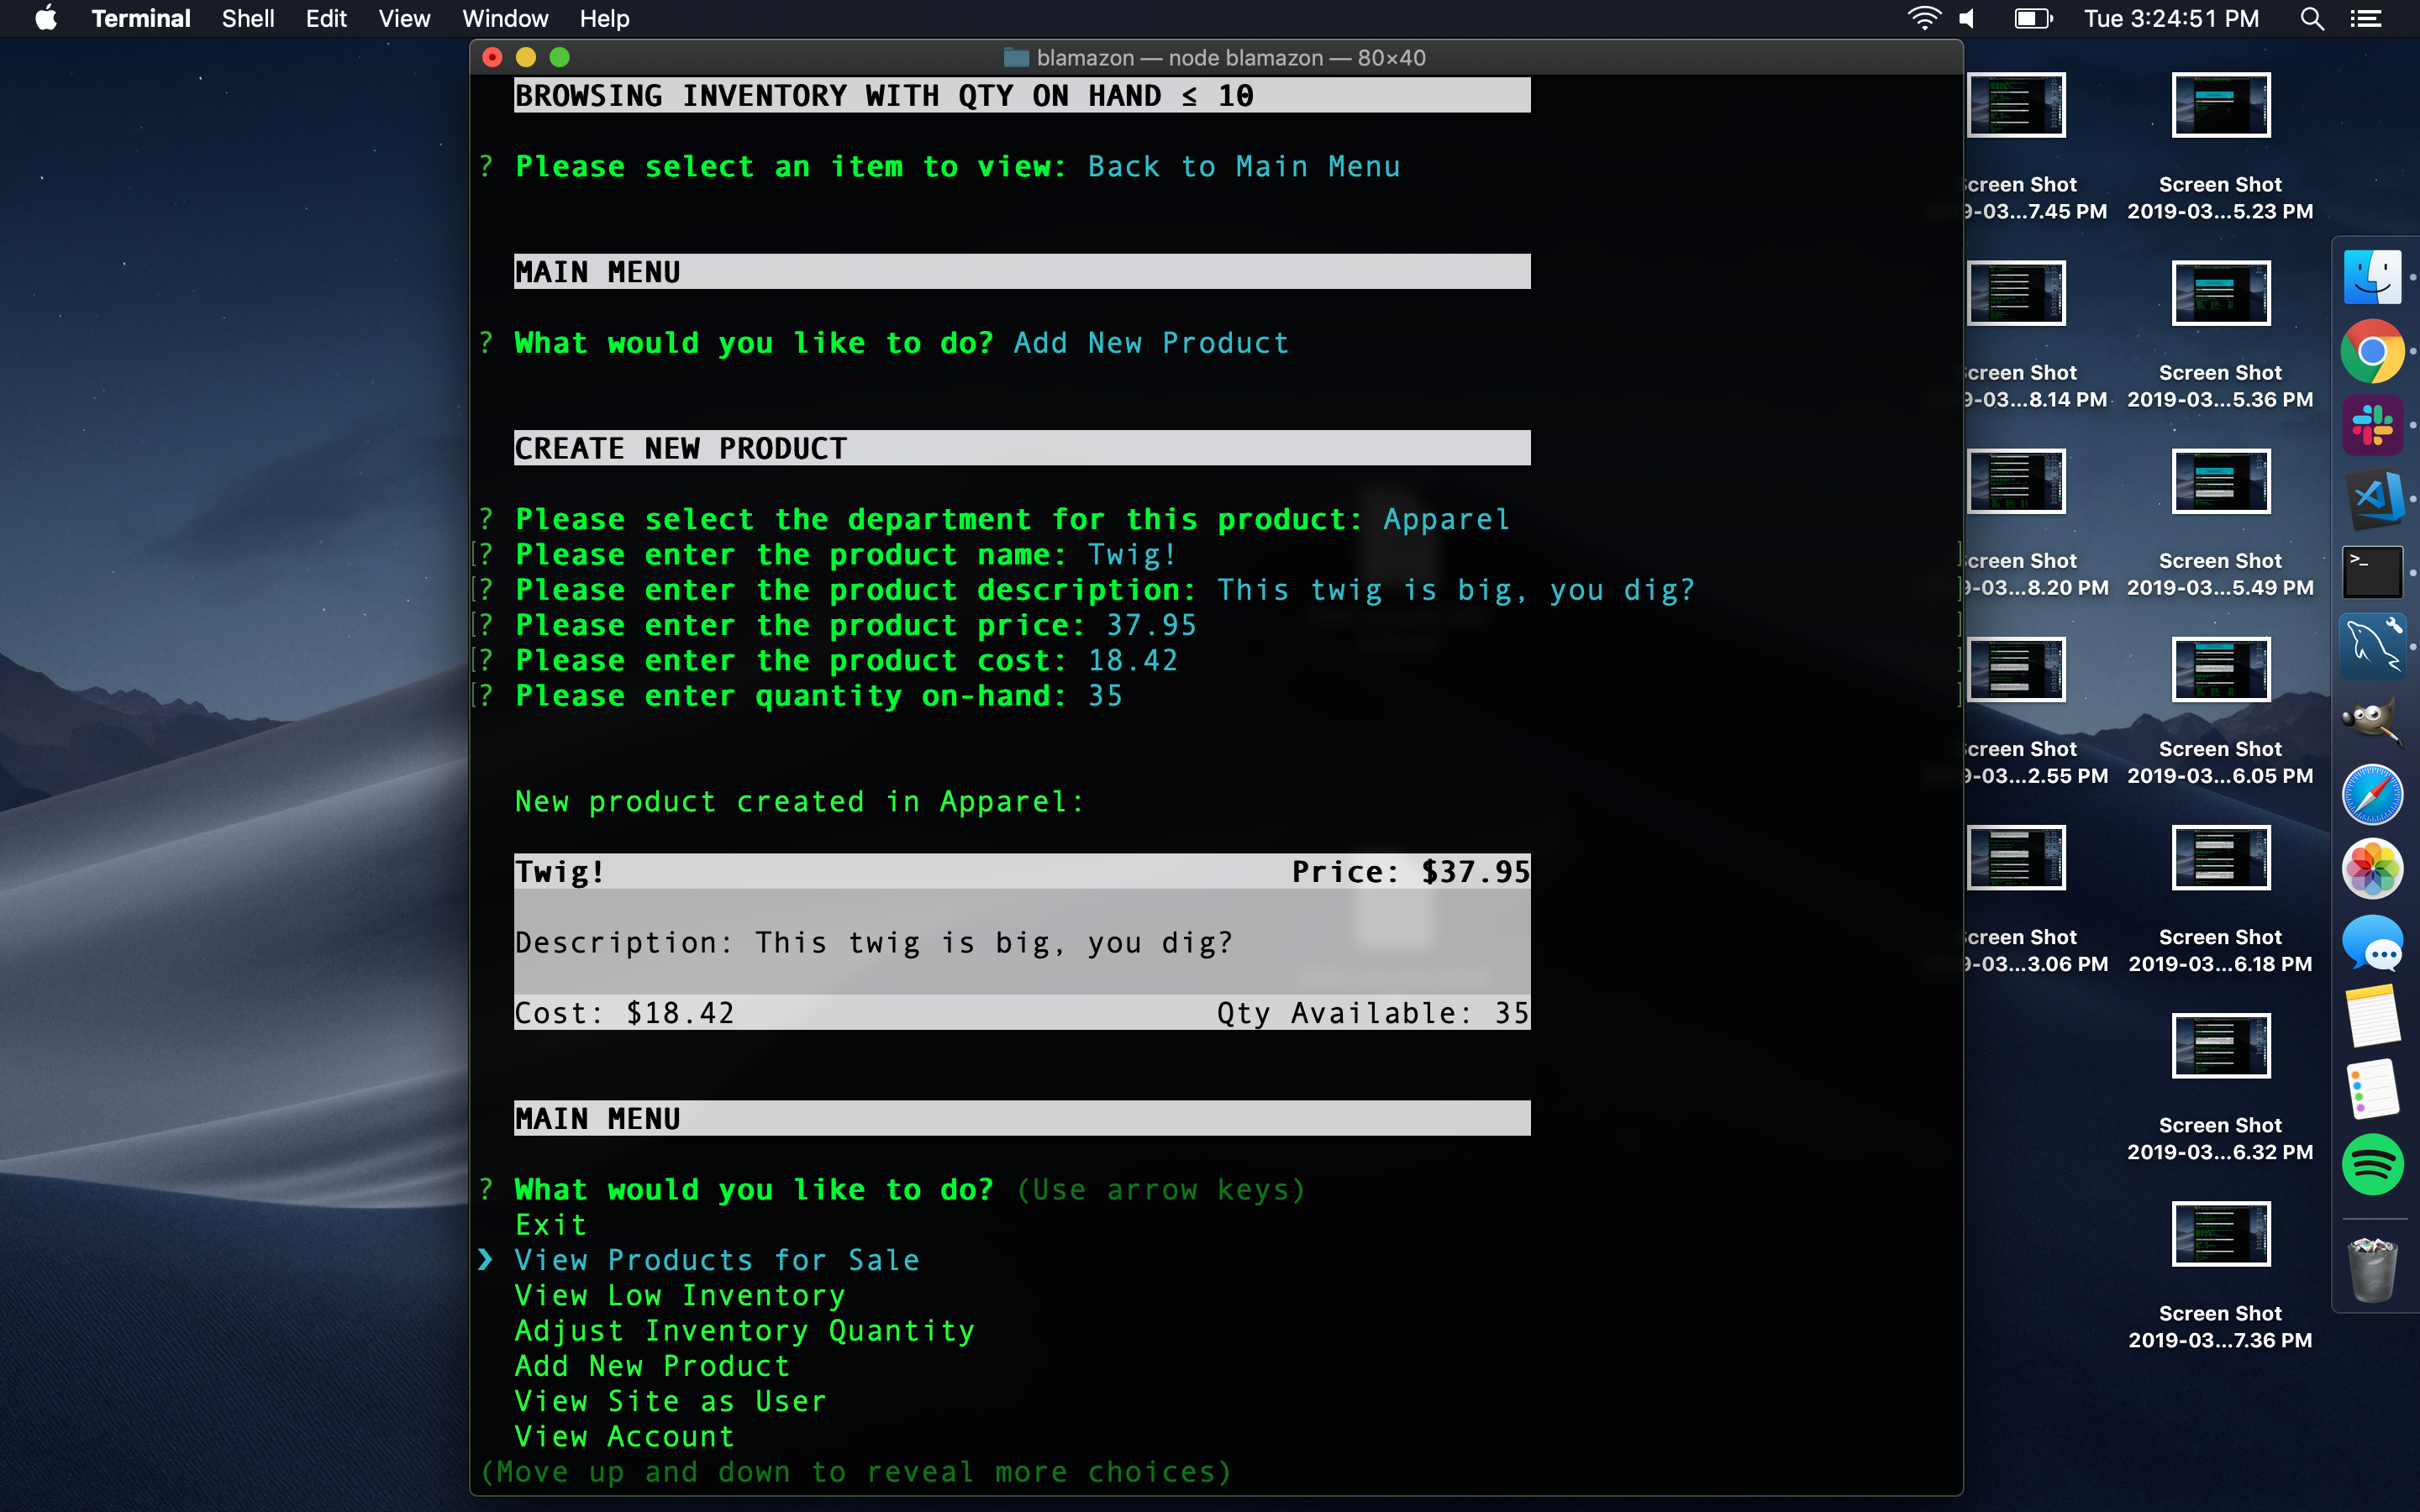 Terminal Shell Edit View Window Help Tue 3:24:51 PM
blamazon — node blamazon — 80×40
BROWSING INVENTORY WITH QTY ON HAND ≤ 10
? Please select an item to view: Back to Main Menu
MAIN MENU
? What would you like to do? Add New Product
CREATE NEW PRODUCT
? Please select the department for this product: Apparel
[? Please enter the product name: Twig! ]
[? Please enter the product description: This twig is big, you dig? ]
[? Please enter the product price: 37.95 ]
[? Please enter the product cost: 18.42 ]
[? Please enter quantity on-hand: 35 ]
New product created in Apparel:
Twig! Price: $37.95
Description: This twig is big, you dig?
Cost: $18.42 Qty Available: 35
MAIN MENU
? What would you like to do? (Use arrow keys)
Exit
❯ View Products for Sale
View Low Inventory
Adjust Inventory Quantity
Add New Product
View Site as User
View Account
(Move up and down to reveal more choices)
Shot
7.45 PM
Shot
8.14 PM
Shot
8.20 PM
Shot
2.55 PM
Shot
3.06 PM
Screen Shot
2019-03...5.23 PM
Screen Shot
2019-03...5.36 PM
Screen Shot
2019-03...5.49 PM
Screen Shot
2019-03...6.05 PM
Screen Shot
2019-03...6.18 PM
Screen Shot
2019-03...6.32 PM
Screen Shot
2019-03...7.36 PM
>_